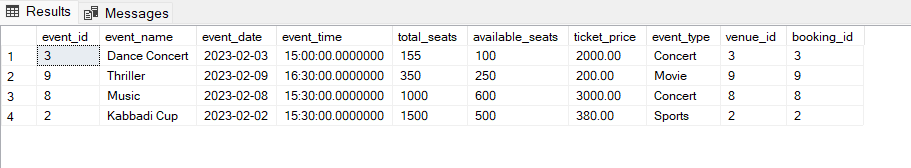 Results Messages
event_id event_name event_date event_time total_seats available_seats ticket_price event_type venue_id booking_id
1 3 Dance Concert 2023-02-03 15:00:00.0000000 155 100 2000.00 Concert 3 3
2 9 Thriller 2023-02-09 16:30:00.0000000 350 250 200.00 Movie 9 9
3 8 Music 2023-02-08 15:30:00.0000000 1000 600 3000.00 Concert 8 8
4 2 Kabbadi Cup 2023-02-02 15:30:00.0000000 1500 500 380.00 Sports 2 2